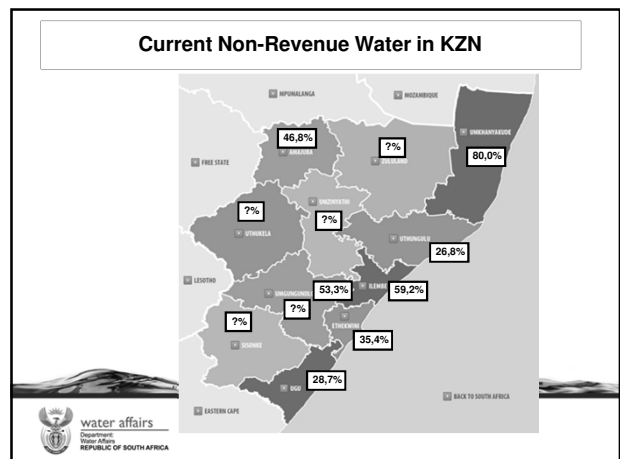 Current Non-Revenue Water in KZN
MPUMALANGA
MOZAMBIQUE
46,8%
AMAJUBA
?%
ZULULAND
UMKHANYAKUDE
80,0%
FREE STATE
?%
UTHUKELA
UMZINYATHI
?%
UTHUNGULU
26,8%
LESOTHO
53,3%
ILEMBE
59,2%
?%
?%
SISONKE
ETHEKWINI
35,4%
28,7%
UGU
BACK TO SOUTH AFRICA
EASTERN CAPE
water affairs
Department:
Water Affairs
REPUBLIC OF SOUTH AFRICA